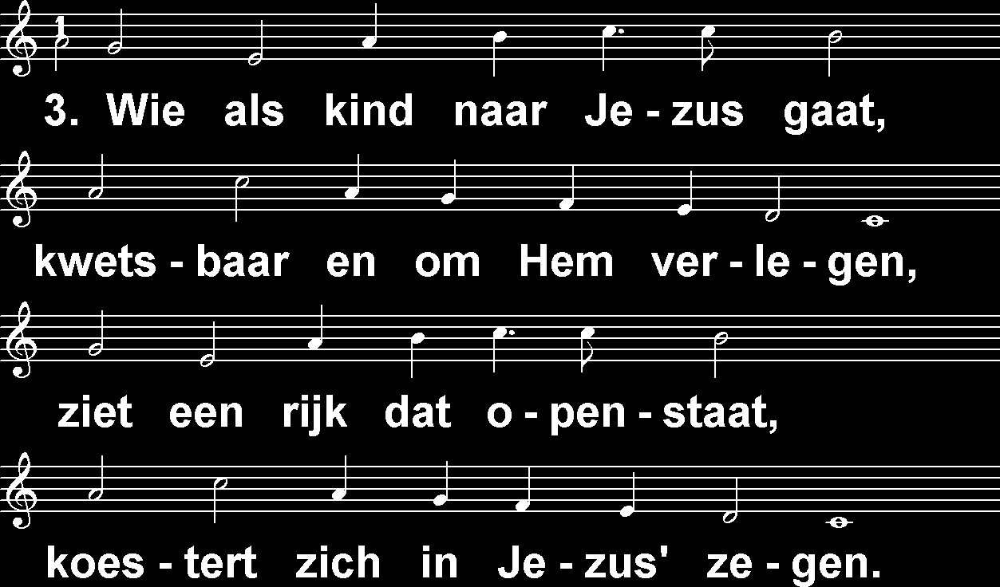 1
3. Wie als kind naar Je - zus gaat,
kwets - baar en om Hem ver - le - gen,
ziet een rijk dat o - pen - staat,
koes - tert zich in Je - zus' ze - gen.